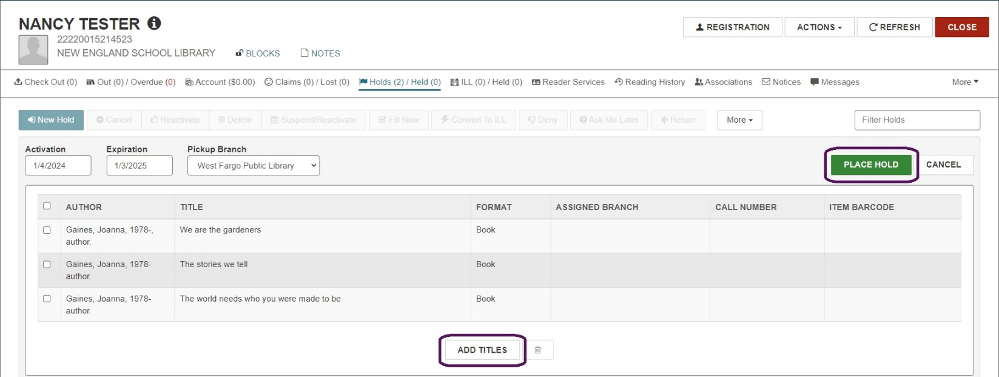 NANCY TESTER
22220015214523
NEW ENGLAND SCHOOL LIBRARY BLOCKS NOTES
REGISTRATION ACTIONS REFRESH CLOSE
Check Out (0) Out (0) / Overdue (0) Account ($0.00) Claims (0) / Lost (0) Holds (2) / Held (0) ILL (0) / Held (0) Reader Services Reading History Associations Notices Messages More
New Hold Cancel Reactivate Delete Suspend/Reactivate Fill Now Convert To ILL Deny Ask Me Later Return More Filter Holds
Activation Expiration Pickup Branch
1/4/2024 1/3/2025 West Fargo Public Library PLACE HOLD CANCEL
AUTHOR TITLE FORMAT ASSIGNED BRANCH CALL NUMBER ITEM BARCODE
Gaines, Joanna, 1978-, We are the gardeners Book
author.
Gaines, Joanna, 1978- The stories we tell Book
author.
Gaines, Joanna, 1978- The world needs who you were made to be Book
author.
ADD TITLES